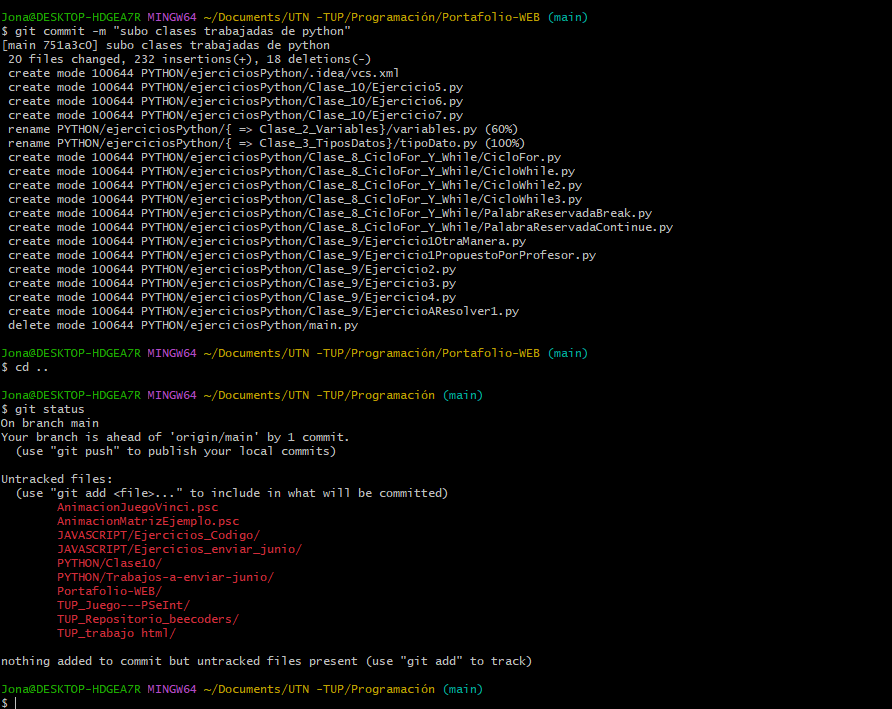 Jona@DESKTOP-HDGEA7R MINGW64 ~/Documents/UTN -TUP/Programación/Portafolio-WEB (main)
$ git commit -m "subo clases trabajadas de python"
[main 751a3c0] subo clases trabajadas de python
 20 files changed, 232 insertions(+), 18 deletions(-)
 create mode 100644 PYTHON/ejerciciosPython/.idea/vcs.xml
 create mode 100644 PYTHON/ejerciciosPython/Clase_10/Ejercicio5.py
 create mode 100644 PYTHON/ejerciciosPython/Clase_10/Ejercicio6.py
 create mode 100644 PYTHON/ejerciciosPython/Clase_10/Ejercicio7.py
 rename PYTHON/ejerciciosPython/{ => Clase_2_Variables}/variables.py (60%)
 rename PYTHON/ejerciciosPython/{ => Clase_3_TiposDatos}/tipoDato.py (100%)
 create mode 100644 PYTHON/ejerciciosPython/Clase_8_CicloFor_Y_While/CicloFor.py
 create mode 100644 PYTHON/ejerciciosPython/Clase_8_CicloFor_Y_While/CicloWhile.py
 create mode 100644 PYTHON/ejerciciosPython/Clase_8_CicloFor_Y_While/CicloWhile2.py
 create mode 100644 PYTHON/ejerciciosPython/Clase_8_CicloFor_Y_While/CicloWhile3.py
 create mode 100644 PYTHON/ejerciciosPython/Clase_8_CicloFor_Y_While/PalabraReservadaBreak.py
 create mode 100644 PYTHON/ejerciciosPython/Clase_8_CicloFor_Y_While/PalabraReservadaContinue.py
 create mode 100644 PYTHON/ejerciciosPython/Clase_9/Ejercicio1OtraManera.py
 create mode 100644 PYTHON/ejerciciosPython/Clase_9/Ejercicio1PropuestoPorProfesor.py
 create mode 100644 PYTHON/ejerciciosPython/Clase_9/Ejercicio2.py
 create mode 100644 PYTHON/ejerciciosPython/Clase_9/Ejercicio3.py
 create mode 100644 PYTHON/ejerciciosPython/Clase_9/Ejercicio4.py
 create mode 100644 PYTHON/ejerciciosPython/Clase_9/EjercicioAResolver1.py
 delete mode 100644 PYTHON/ejerciciosPython/main.py

Jona@DESKTOP-HDGEA7R MINGW64 ~/Documents/UTN -TUP/Programación/Portafolio-WEB (main)
$ cd ..

Jona@DESKTOP-HDGEA7R MINGW64 ~/Documents/UTN -TUP/Programación (main)
$ git status
On branch main
Your branch is ahead of 'origin/main' by 1 commit.
  (use "git push" to publish your local commits)

Untracked files:
  (use "git add <file>..." to include in what will be committed)
        AnimacionJuegoVinci.psc
        AnimacionMatrizEjemplo.psc
        JAVASCRIPT/Ejercicios_Codigo/
        JAVASCRIPT/Ejercicios_enviar_junio/
        PYTHON/Clase10/
        PYTHON/Trabajos-a-enviar-junio/
        Portafolio-WEB/
        TUP_Juego---PSeInt/
        TUP_Repositorio_beecoders/
        TUP_trabajo html/

nothing added to commit but untracked files present (use "git add" to track)

Jona@DESKTOP-HDGEA7R MINGW64 ~/Documents/UTN -TUP/Programación (main)
$